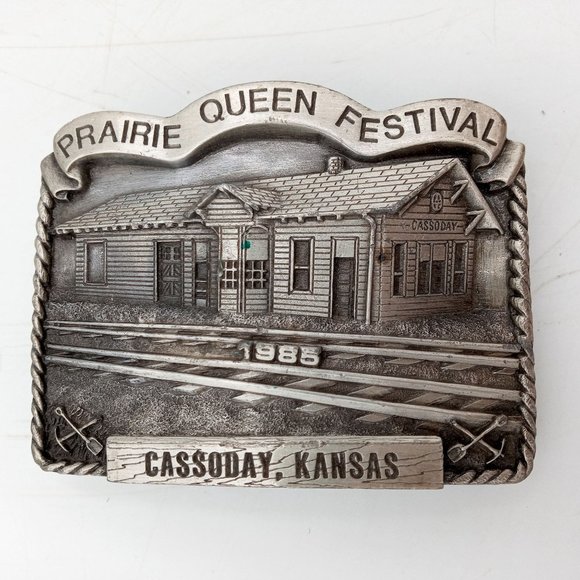 PRAIRIE QUEEN FESTIVAL
CASSODAY
1985
CASSODAY, KANSAS